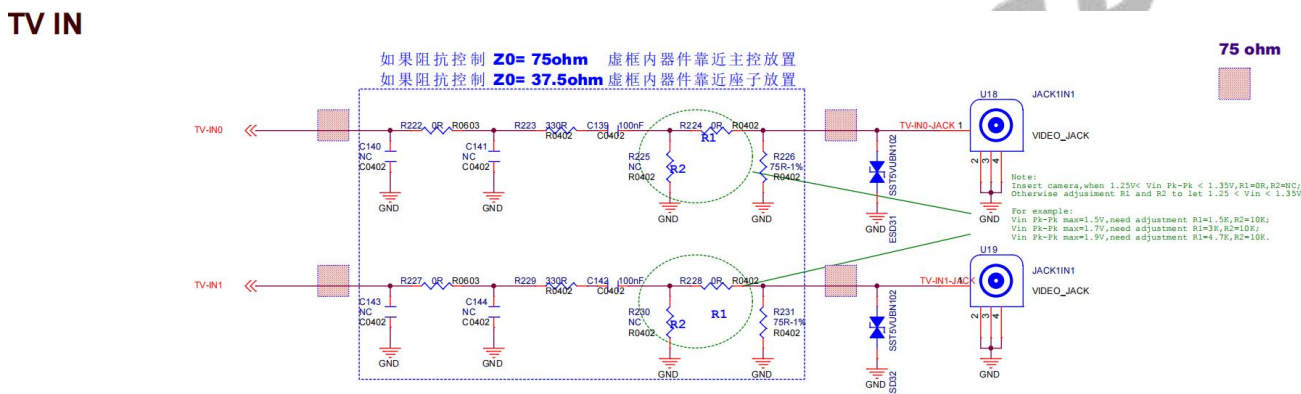 TV IN
如果阻抗控制 Z0= 75ohm 虚框内器件靠近主控放置
如果阻抗控制 Z0= 37.5ohm 虚框内器件靠近座子放置
75 ohm
U18
JACK1IN1
TV-IN0
R222 0R R0603
R223 330R
R0402
C139 100nF
C0402
R224 0R R0402
R1
TV-IN0-JACK 1
VIDEO_JACK
C140
NC
C0402
C141
NC
C0402
R225
NC
R0402
R2
R226
75R-1%
R0402
SST5VUBN102
ESD31
2 3 4
GND
GND
GND
GND
GND
GND
Note:
Insert camera,when 1.25V< Vin Pk-Pk < 1.35V,R1=0R,R2=NC;
Otherwise adjusiment R1 and R2 to let 1.25 < Vin < 1.35V
For example:
Vin Pk-Pk max=1.5V,need adjustment R1=1.5K,R2=10K;
Vin Pk-Pk max=1.7V,need adjustment R1=3K,R2=10K;
Vin Pk-Pk max=1.9V,need adjustment R1=4.7K,R2=10K.
U19
JACK1IN1
TV-IN1
R227 0R R0603
R229 330R
R0402
C142 100nF
C0402
R228 0R R0402
R1
TV-IN1-JACK 1
VIDEO_JACK
C143
NC
C0402
C144
NC
C0402
R230
NC
R0402
R2
R231
75R-1%
R0402
SST5VUBN102
SD32
2 3 4
GND
GND
GND
GND
GND
GND